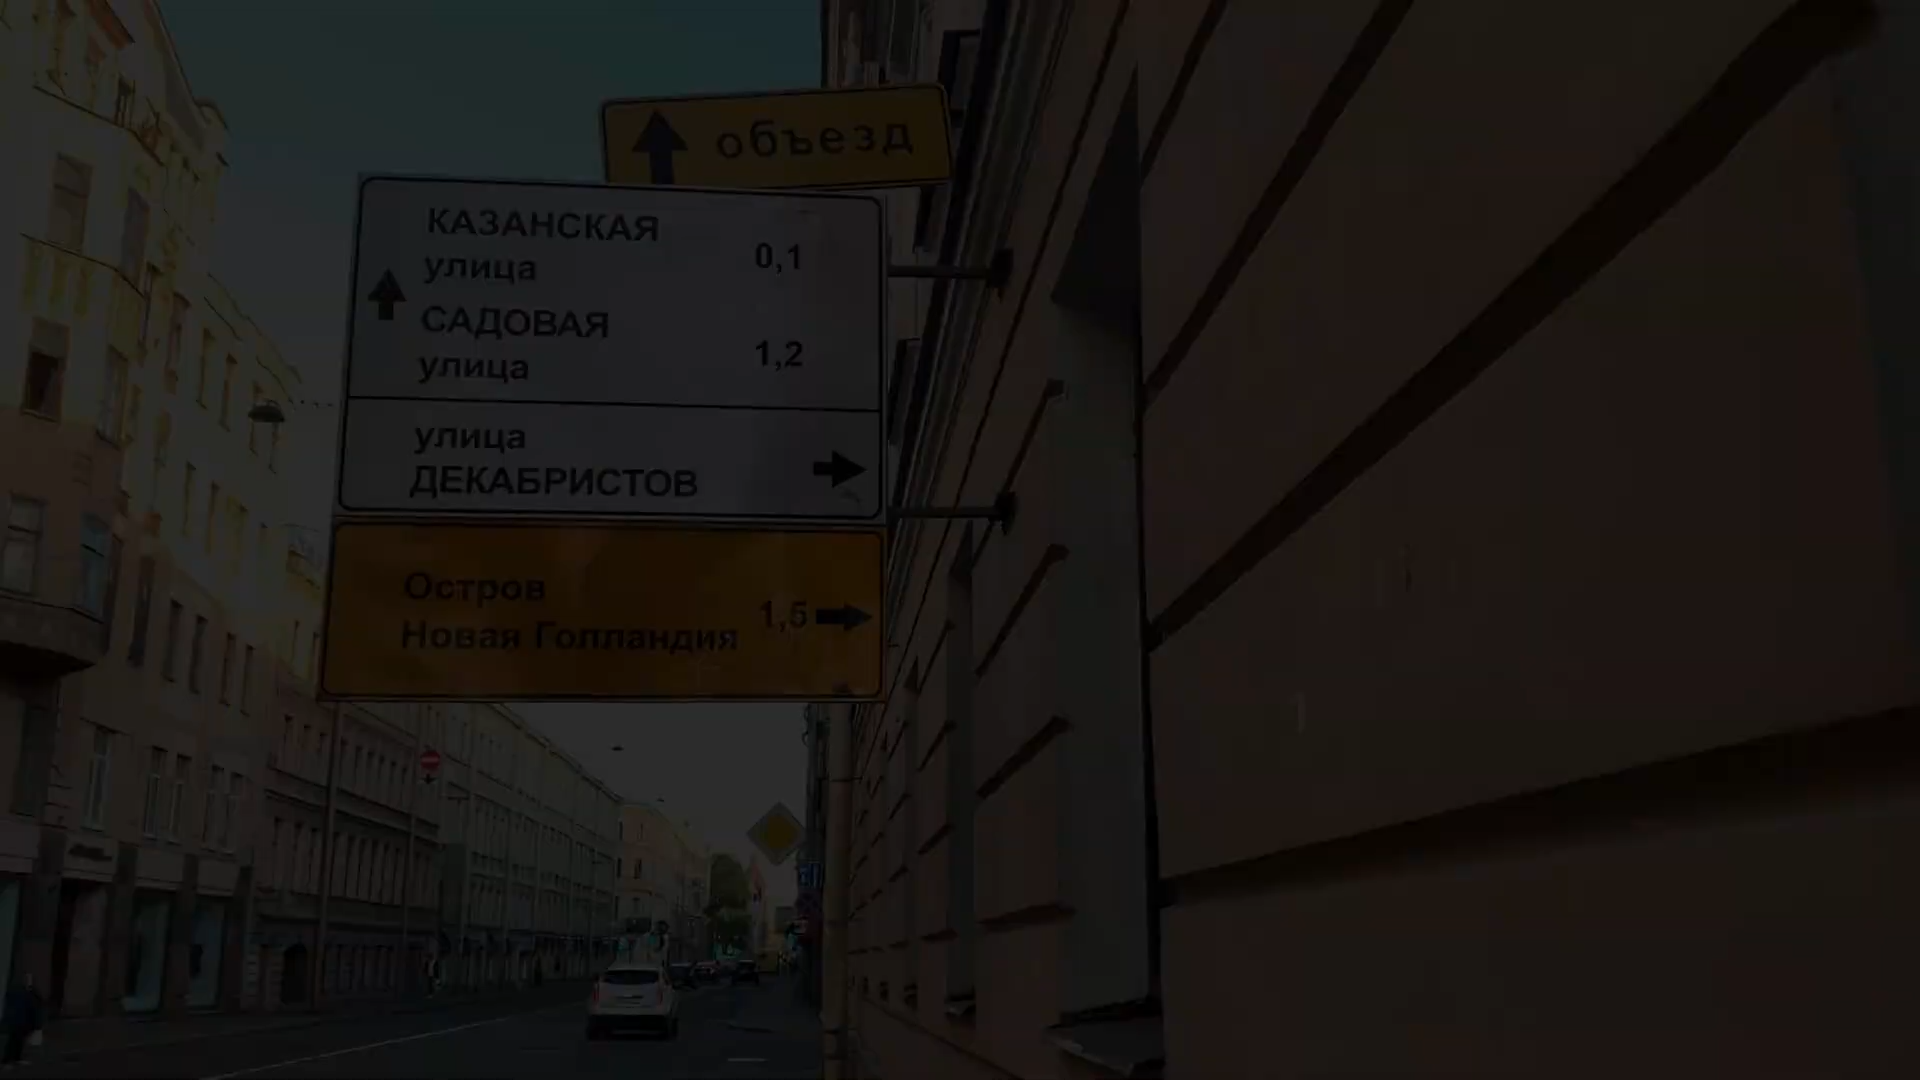 объезд
КАЗАНСКАЯ
улица 0,1
САДОВАЯ
улица 1,2
улица
ДЕКАБРИСТОВ
Остров
Новая Голландия 1,5